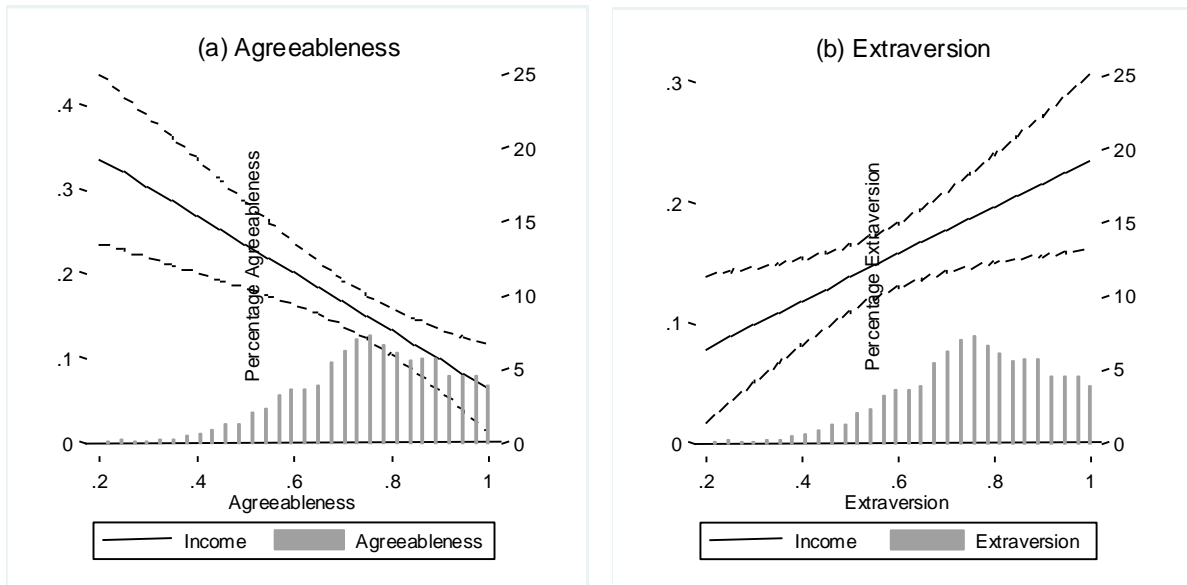 (a) Agreeableness
.4
.3
.2
.1
0
Percentage Agreeableness
25
20
15
10
5
0
.2 .4 .6 .8 1
Agreeableness
Income Agreeableness
(b) Extraversion
.3
.2
.1
0
Percentage Extraversion
25
20
15
10
5
0
.2 .4 .6 .8 1
Extraversion
Income Extraversion